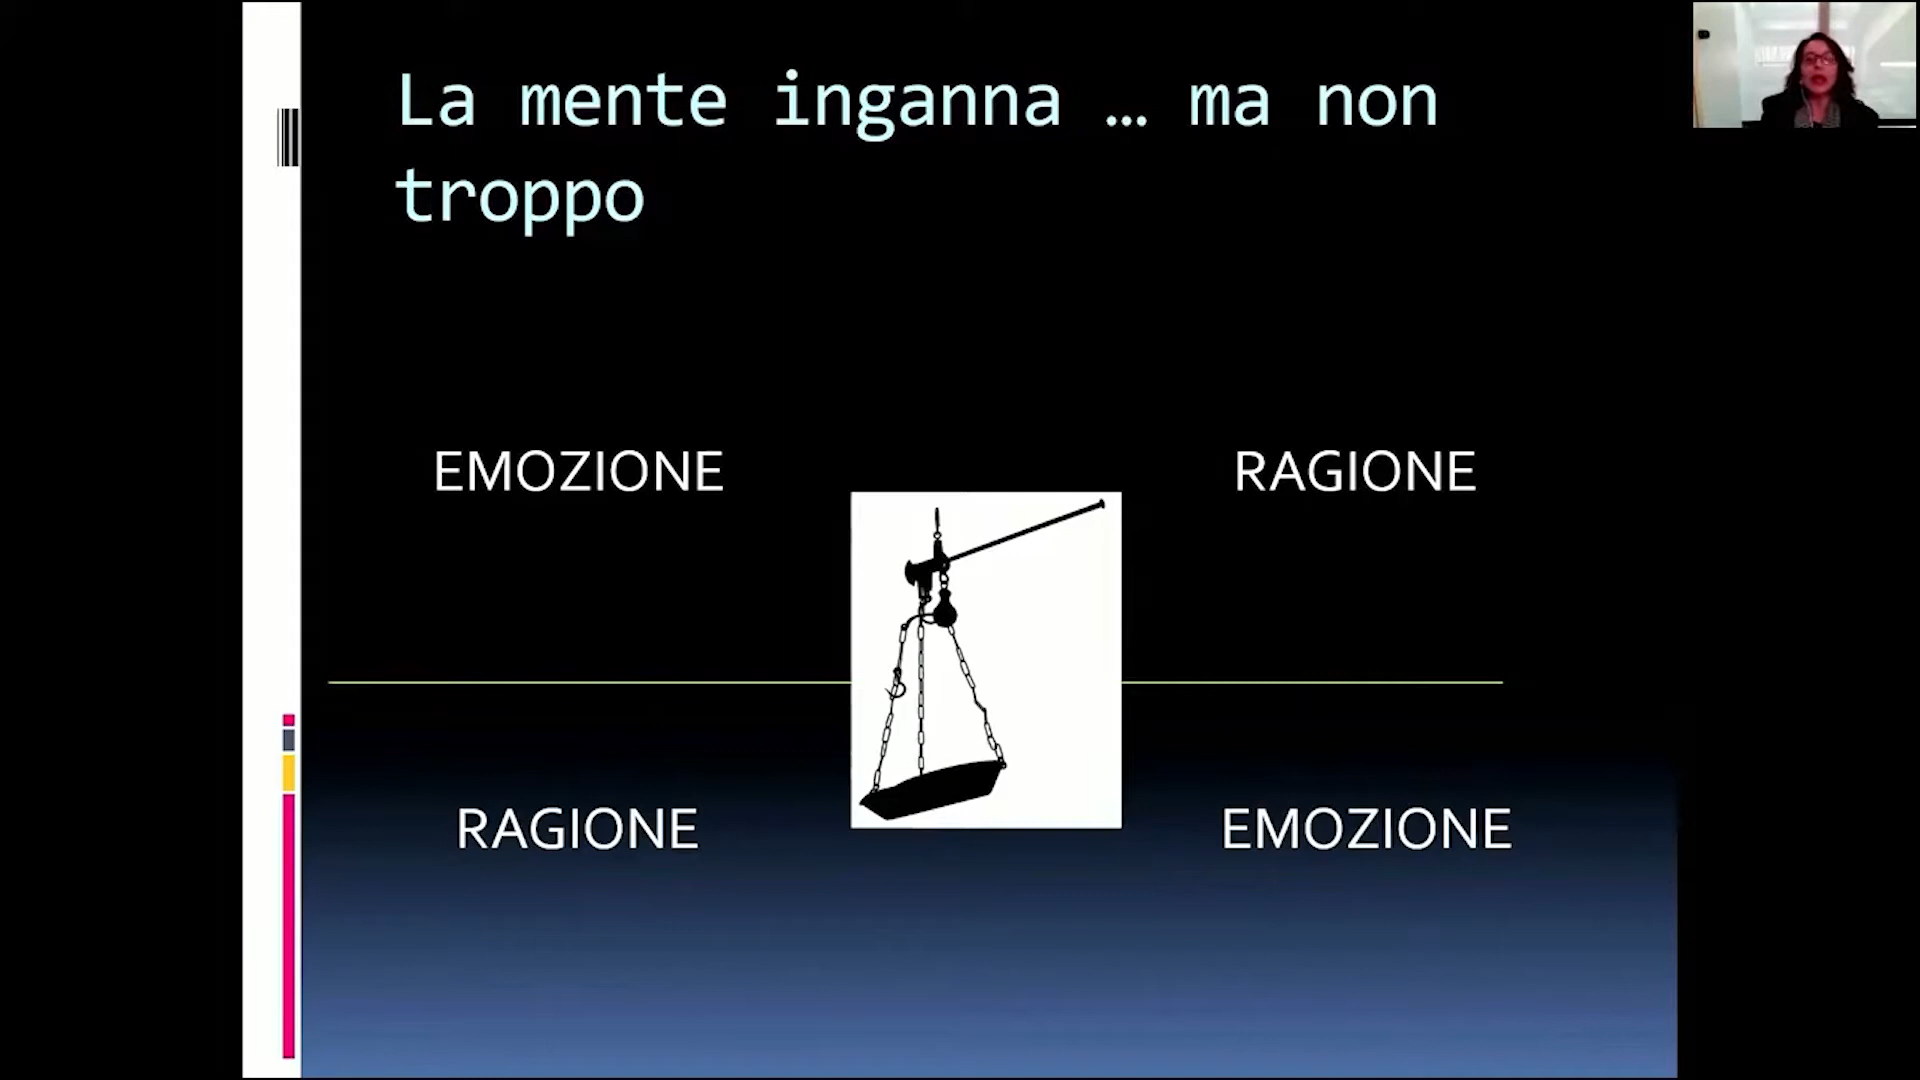 La mente inganna … ma non
troppo
EMOZIONE
RAGIONE
RAGIONE
EMOZIONE